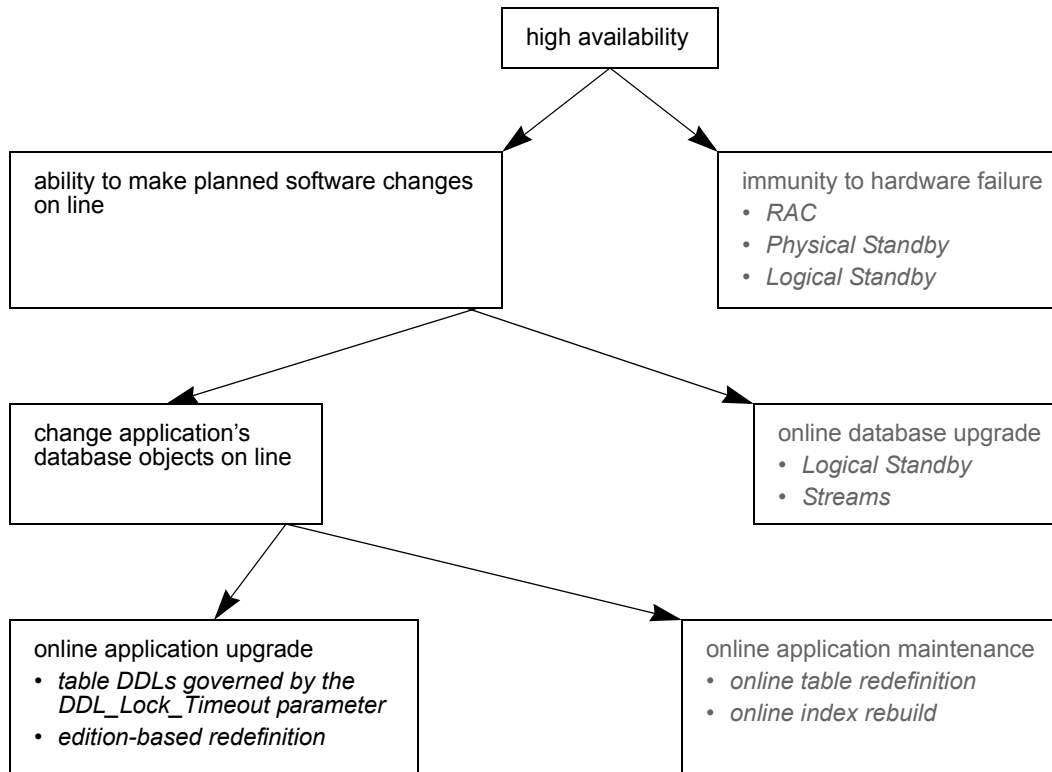 high availability
ability to make planned software changes
on line
immunity to hardware failure
• RAC
• Physical Standby
• Logical Standby
change application's
database objects on line
online database upgrade
• Logical Standby
• Streams
online application upgrade
• table DDLs governed by the
DDL_Lock_Timeout parameter
• edition-based redefinition
online application maintenance
• online table redefinition
• online index rebuild